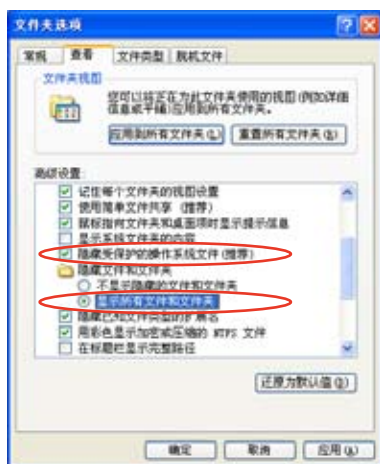 文件夹选项
常规 查看 文件类型 脱机文件
文件夹视图
您可以将正在为此文件夹使用的视图(例如详细
信息或平铺)应用到所有文件夹。
应用到所有文件夹(L) 重置所有文件夹(R)
高级设置:
记住每个文件夹的视图设置
使用简单文件共享 (推荐)
鼠标指向文件夹和桌面项时显示提示信息
显示系统文件夹的内容
隐藏受保护的操作系统文件(推荐)
隐藏文件和文件夹
不显示隐藏的文件和文件夹
显示所有文件和文件夹
隐藏已知文件类型的扩展名
用彩色显示加密或压缩的 NTFS 文件
在标题栏显示完整路径
还原为默认值(D)
确定 取消 应用(A)